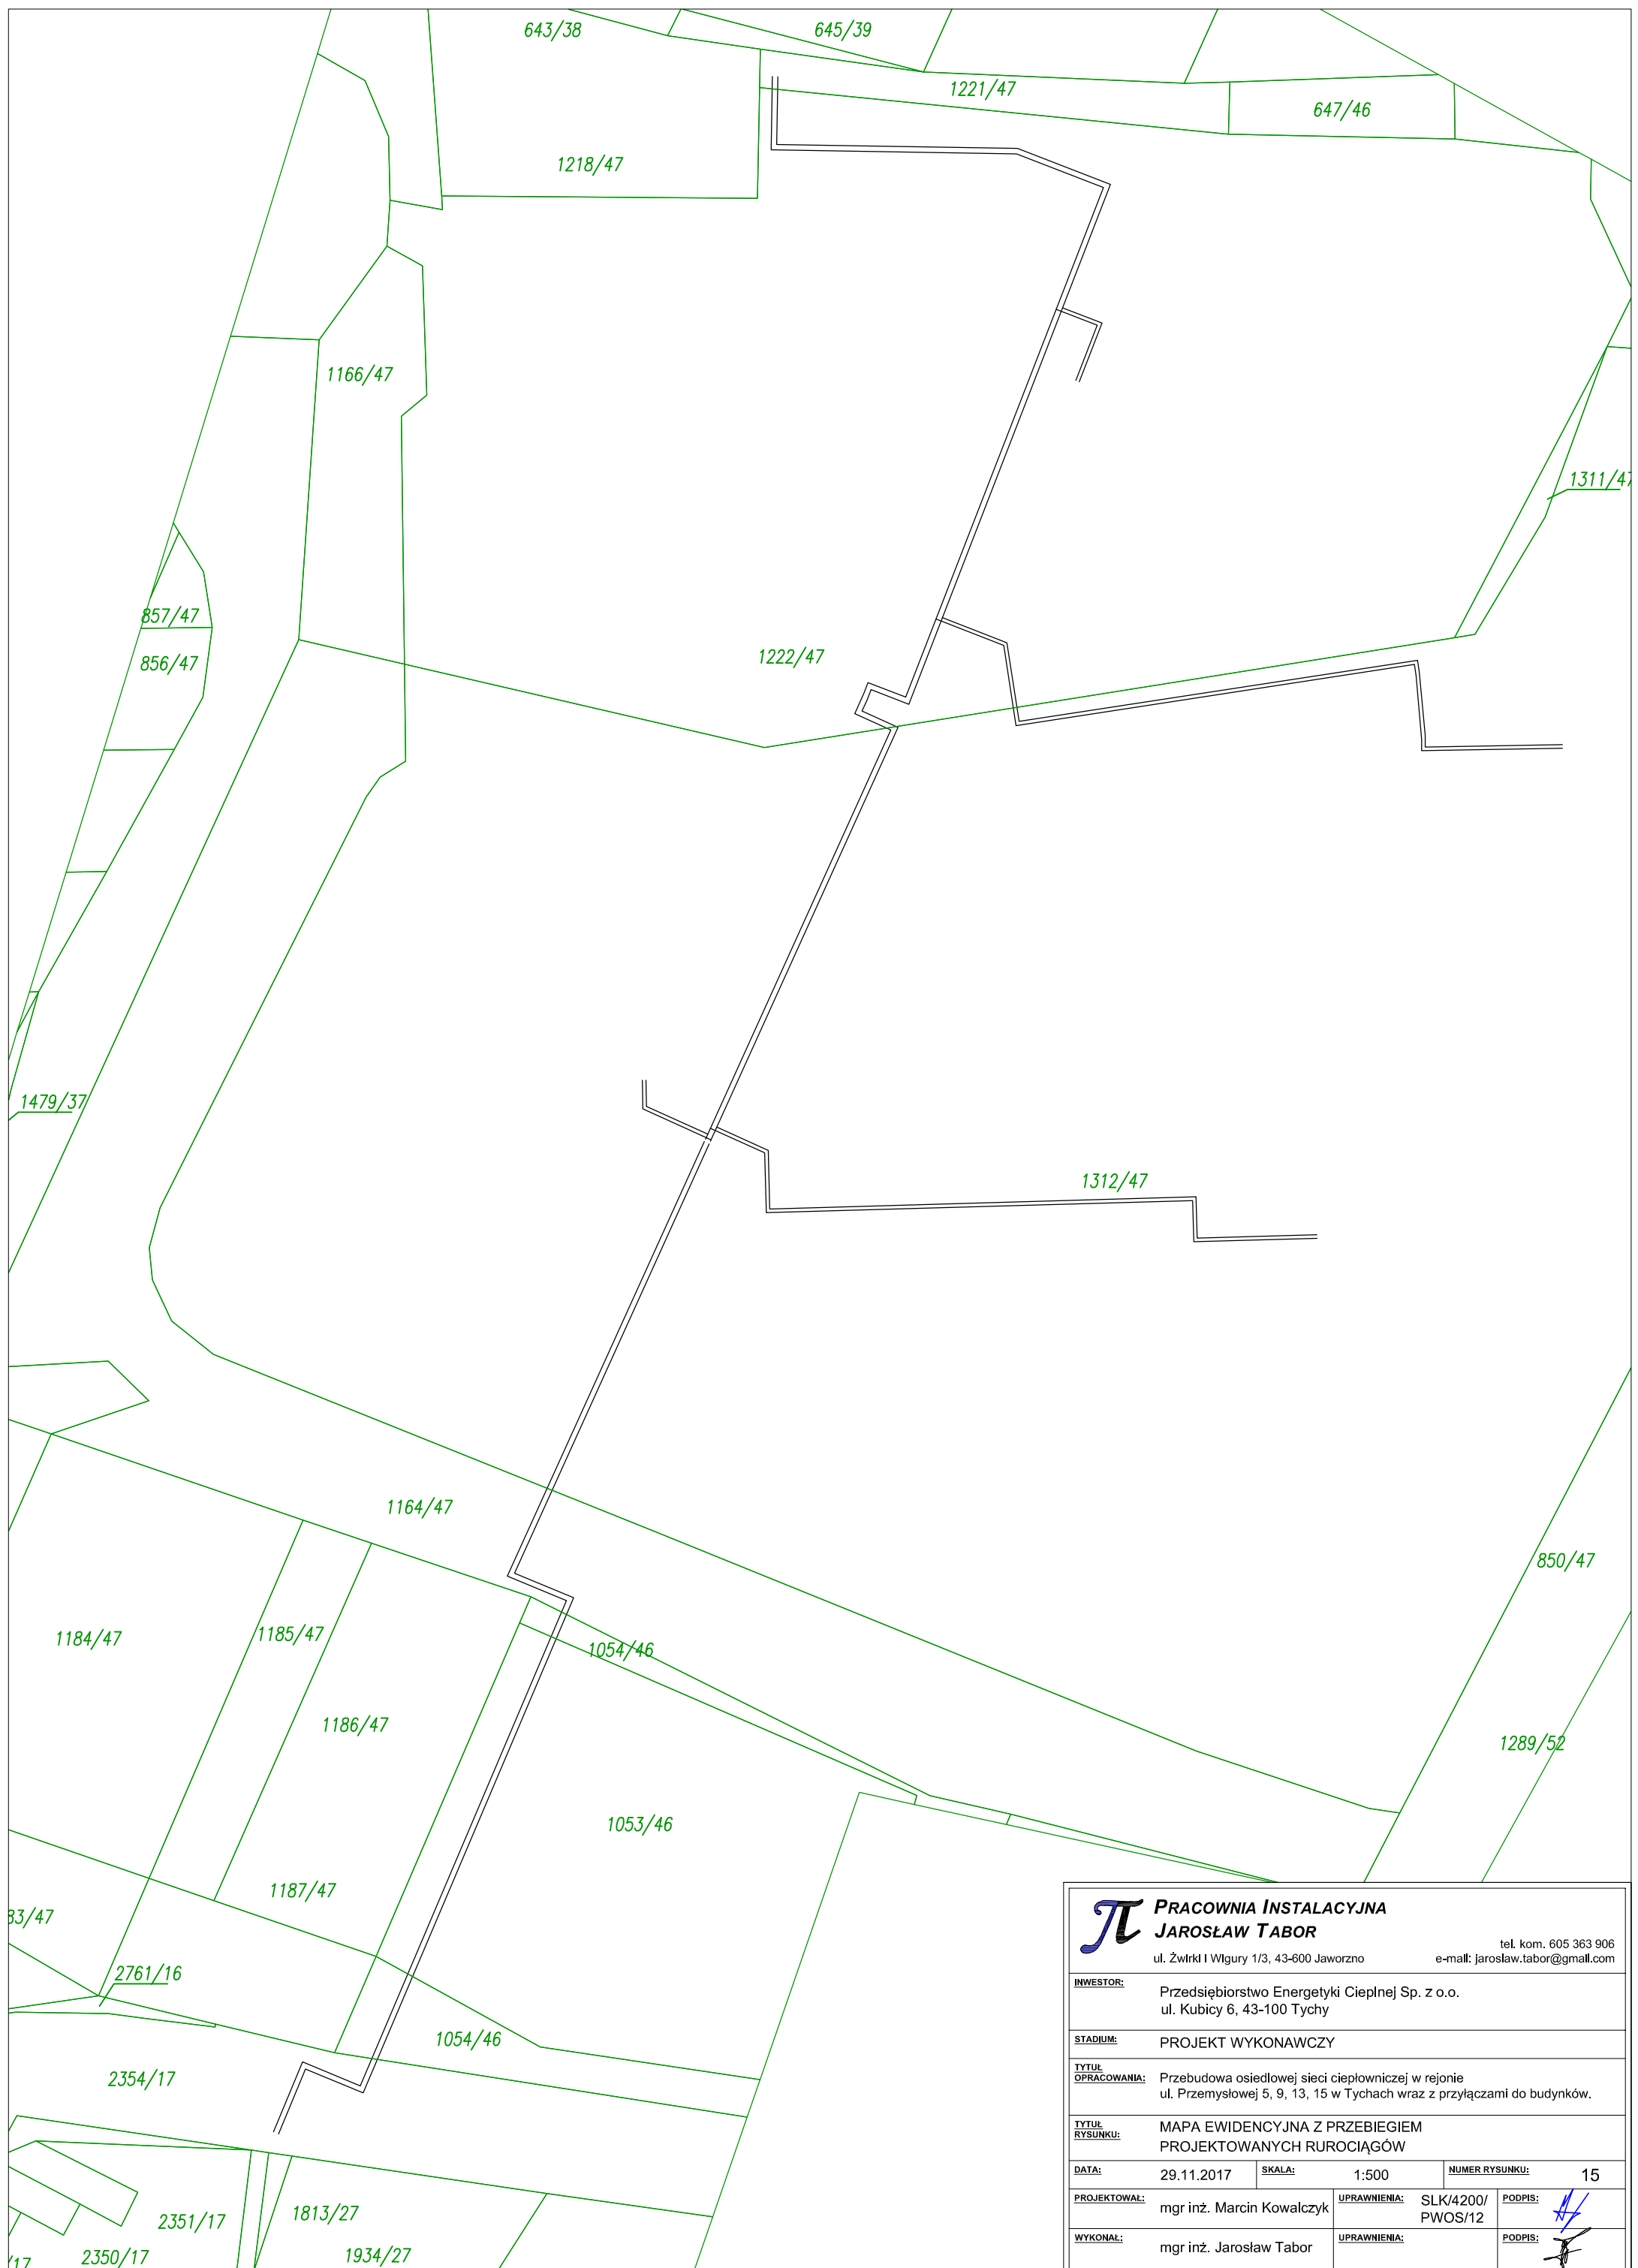 643/38
645/39
1221/47
647/46
1218/47
1166/47
1311/47
857/47
856/47
1222/47
1479/37
1312/47
1164/47
850/47
1184/47
1185/47
1054/46
1186/47
1289/52
1053/46
1187/47
83/47
2761/16
1054/46
2354/17
2351/17
1813/27
2350/17
1934/27
/17
PRACOWNIA INSTALACYJNA
JAROSŁAW TABOR
tel. kom. 605 363 906
ul. Żwirki i Wigury 1/3, 43-600 Jaworzno e-mail: jaroslaw.tabor@gmail.com
INWESTOR: Przedsiębiorstwo Energetyki Cieplnej Sp. z o.o.
ul. Kubicy 6, 43-100 Tychy
STADIUM: PROJEKT WYKONAWCZY
TYTUŁ OPRACOWANIA: Przebudowa osiedlowej sieci ciepłowniczej w rejonie
ul. Przemysłowej 5, 9, 13, 15 w Tychach wraz z przyłączami do budynków.
TYTUŁ RYSUNKU: MAPA EWIDENCYJNA Z PRZEBIEGIEM
PROJEKTOWANYCH RUROCIĄGÓW
DATA: 29.11.2017 SKALA: 1:500 NUMER RYSUNKU: 15
PROJEKTOWAŁ: mgr inż. Marcin Kowalczyk UPRAWNIENIA: SLK/4200/ PODPIS:
PWOS/12
WYKONAŁ: mgr inż. Jarosław Tabor UPRAWNIENIA: PODPIS: